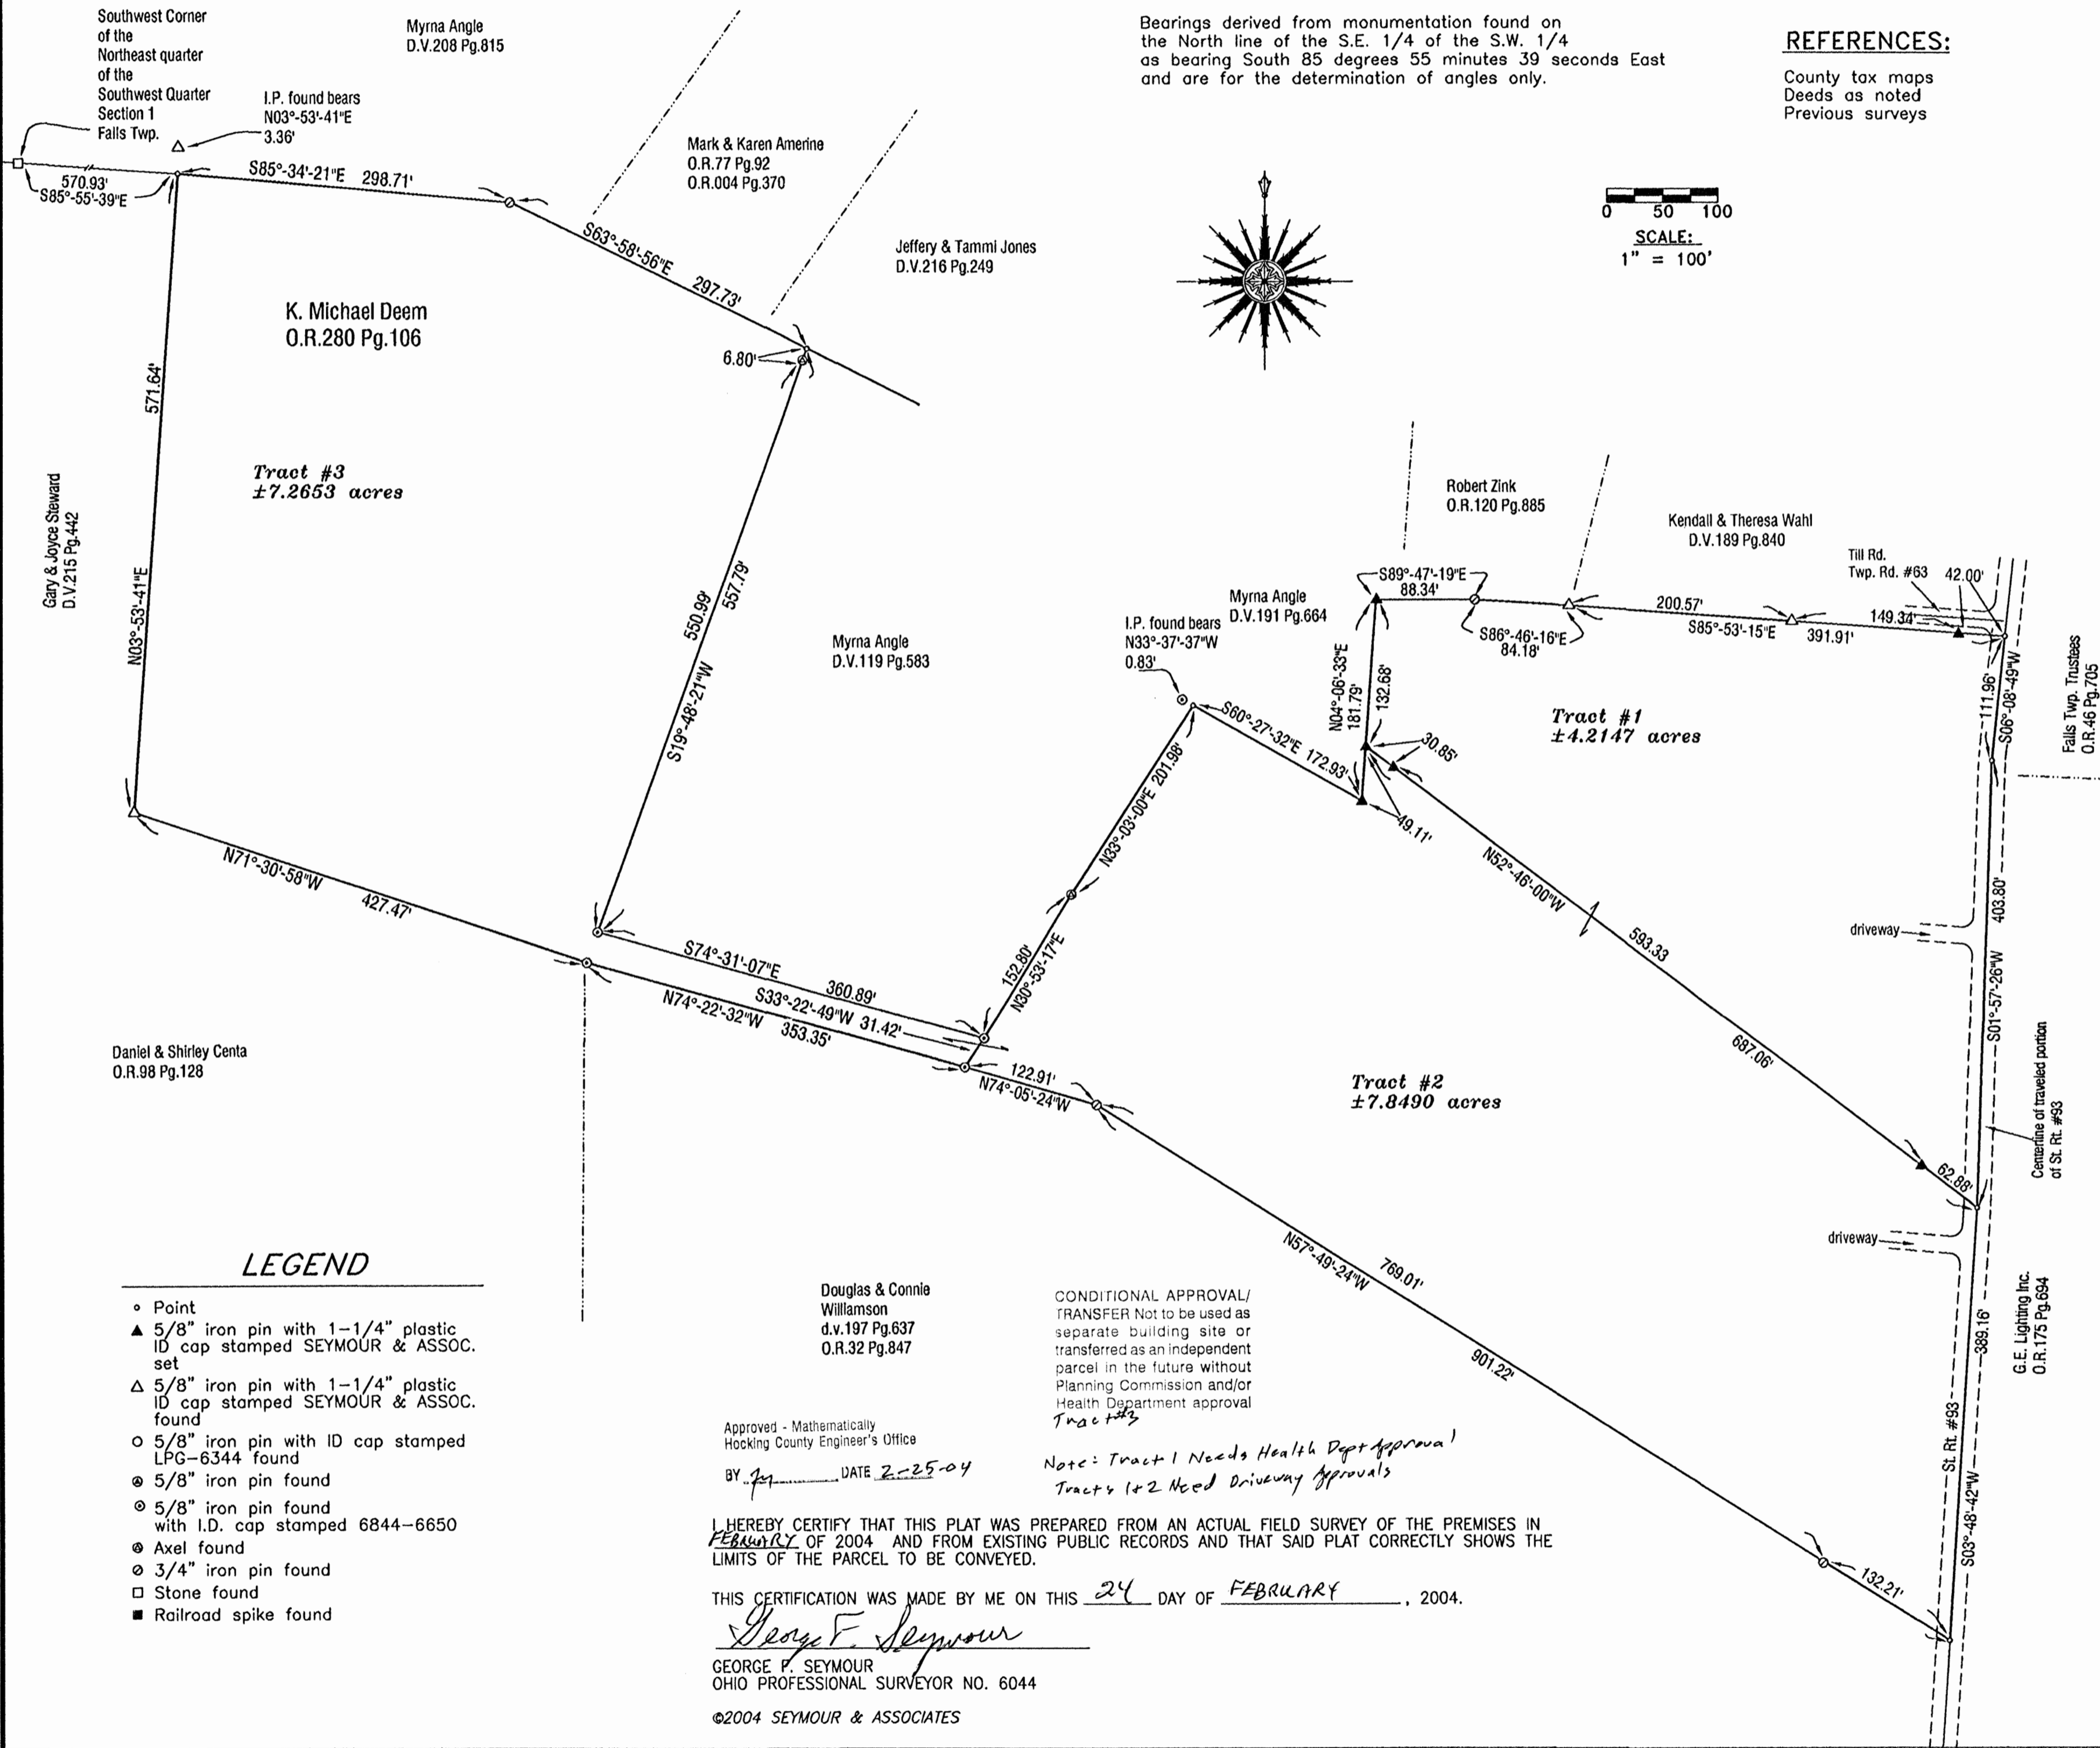 Southwest Corner
of the
Northeast quarter
of the
Southwest Quarter
Section 1
Falls Twp.
I.P. found bears
N03°-53'-41"E
3.36'
Myrna Angle
D.V.208 Pg.815
Bearings derived from monumentation found on
the North line of the S.E. 1/4 of the S.W. 1/4
as bearing South 85 degrees 55 minutes 39 seconds East
and are for the determination of angles only.
REFERENCES:
County tax maps
Deeds as noted
Previous surveys
570.93'
S85°-55'-39"E
S85°-34'-21"E 298.71'
Mark & Karen Amerine
O.R.77 Pg.92
O.R.004 Pg.370
S63°-58'-56"E 297.73'
Jeffery & Tammi Jones
D.V.216 Pg.249
0 50 100
SCALE:
1" = 100'
K. Michael Deem
O.R.280 Pg.106
6.80'
571.64'
N03°-53'-41"E
Gary & Joyce Steward
D.V.215 Pg.442
Tract #3
±7.2653 acres
550.99'
557.79'
S19°-48'-21"W
Myrna Angle
D.V.119 Pg.583
I.P. found bears
N33°-37'-37"W
0.83'
Myrna Angle
D.V.191 Pg.664
Robert Zink
O.R.120 Pg.885
Kendall & Theresa Wahl
D.V.189 Pg.840
Till Rd.
Twp. Rd. #63
42.00'
S89°-47'-19"E
88.34'
S86°-46'-16"E
84.18'
200.57'
S85°-53'-15"E
149.34'
391.91'
N04°-06'-33"E
181.79'
132.68'
30.85'
49.11'
S60°-27'-32"E 172.93'
Tract #1
±4.2147 acres
111.96'
S06°-08'-49"W
Falls Twp. Trustees
O.R.46 Pg.705
N33°-03'-00"E 201.98'
152.80'
N30°-53'-17"E
N52°-46'-00"W
593.33
687.06'
62.88'
driveway
403.80'
S01°-57'-26"W
Centerline of traveled portion
of St. Rt. #93
N71°-30'-58"W 427.47'
S74°-31'-07"E 360.89'
S33°-22'-49"W 31.42'
N74°-22'-32"W 353.35'
122.91'
N74°-05'-24"W
Daniel & Shirley Centa
O.R.98 Pg.128
Tract #2
±7.8490 acres
driveway
N57°-49'-24"W 769.01'
901.22'
132.21'
389.16'
St. Rt. #93
S03°-48'-42"W
G.E. Lighting Inc.
O.R.175 Pg.694
LEGEND
Point
5/8" iron pin with 1-1/4" plastic
ID cap stamped SEYMOUR & ASSOC.
set
5/8" iron pin with 1-1/4" plastic
ID cap stamped SEYMOUR & ASSOC.
found
5/8" iron pin with ID cap stamped
LPG-6344 found
5/8" iron pin found
5/8" iron pin found
with I.D. cap stamped 6844-6650
Axel found
3/4" iron pin found
Stone found
Railroad spike found
Douglas & Connie
Williamson
d.v.197 Pg.637
O.R.32 Pg.847
CONDITIONAL APPROVAL/
TRANSFER Not to be used as
separate building site or
transferred as an independent
parcel in the future without
Planning Commission and/or
Health Department approval
Tract #3
Approved - Mathematically
Hocking County Engineer's Office
BY DATE 2-25-04
Note: Tract 1 Needs Health Dept Approval
Tracts 1+2 Need Driveway Approvals
I HEREBY CERTIFY THAT THIS PLAT WAS PREPARED FROM AN ACTUAL FIELD SURVEY OF THE PREMISES IN
FEBRUARY OF 2004 AND FROM EXISTING PUBLIC RECORDS AND THAT SAID PLAT CORRECTLY SHOWS THE
LIMITS OF THE PARCEL TO BE CONVEYED.
THIS CERTIFICATION WAS MADE BY ME ON THIS 24 DAY OF FEBRUARY, 2004.
George F. Seymour
GEORGE F. SEYMOUR
OHIO PROFESSIONAL SURVEYOR NO. 6044
©2004 SEYMOUR & ASSOCIATES